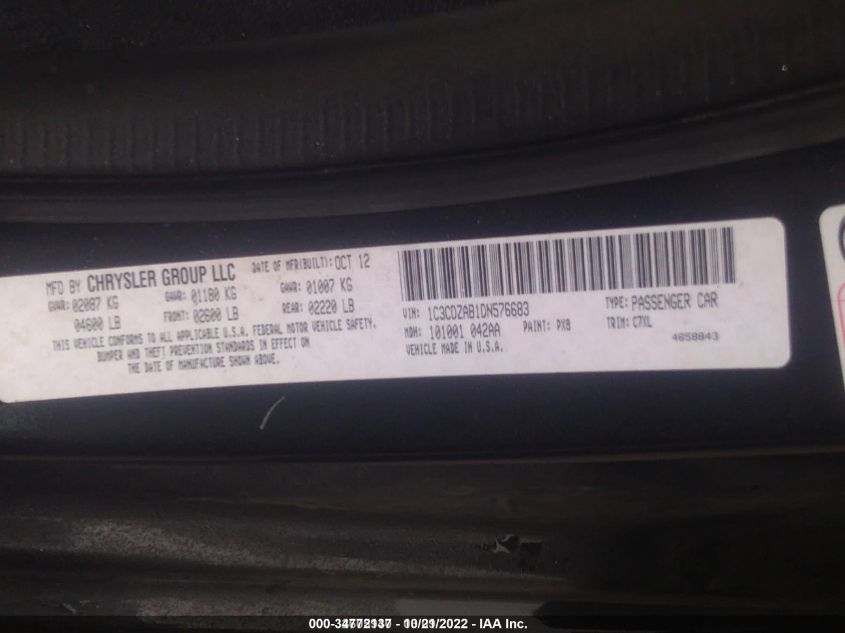 MFD BY CHRYSLER GROUP LLC DATE OF MFR(BUILT): OCT 12
GVWR: 02087 KG GAWR: 01180 KG GAWR: 01007 KG
04600 LB FRONT: 02600 LB REAR: 02220 LB
THIS VEHICLE CONFORMS TO ALL APPLICABLE U.S.A. FEDERAL MOTOR VEHICLE SAFETY,
BUMPER AND THEFT PREVENTION STANDARDS IN EFFECT ON
THE DATE OF MANUFACTURE SHOWN ABOVE.
VIN: 1C3CDZAB1DN576683 TYPE: PASSENGER CAR
MDH: 101001 042AA PAINT: PX8 TRIM: C7XL
VEHICLE MADE IN U.S.A. 4658843
000-34772137 - 10/21/2022 - IAA Inc.